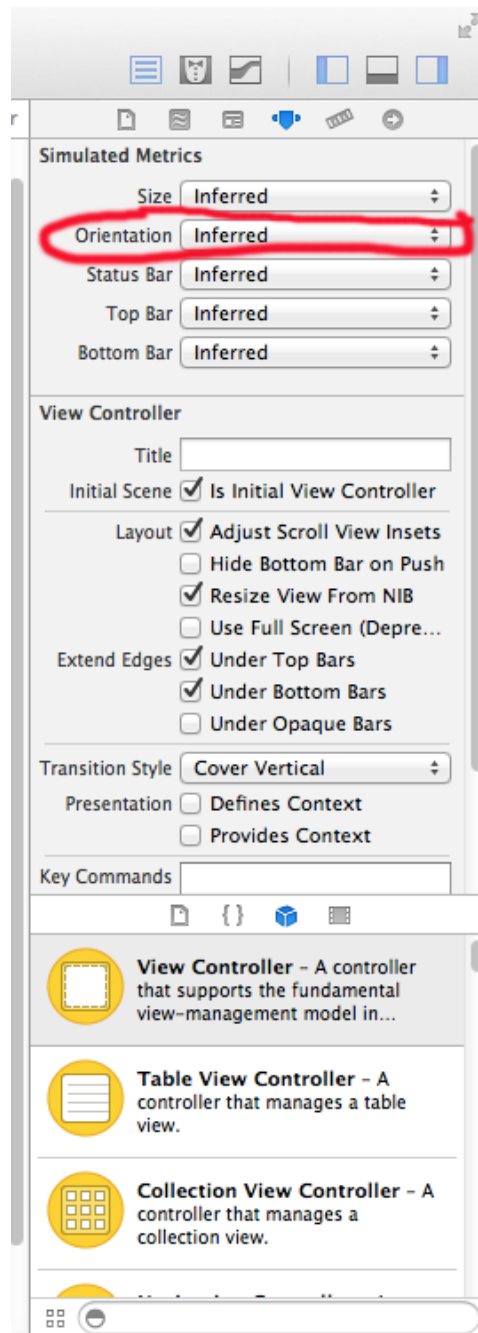 r
Simulated Metrics
Size Inferred
Orientation Inferred
Status Bar Inferred
Top Bar Inferred
Bottom Bar Inferred
View Controller
Title
Initial Scene Is Initial View Controller
Layout Adjust Scroll View Insets
Hide Bottom Bar on Push
Resize View From NIB
Use Full Screen (Depre...
Extend Edges Under Top Bars
Under Bottom Bars
Under Opaque Bars
Transition Style Cover Vertical
Presentation Defines Context
Provides Context
Key Commands
{ }
View Controller – A controller
that supports the fundamental
view-management model in...
Table View Controller – A
controller that manages a table
view.
Collection View Controller – A
controller that manages a
collection view.